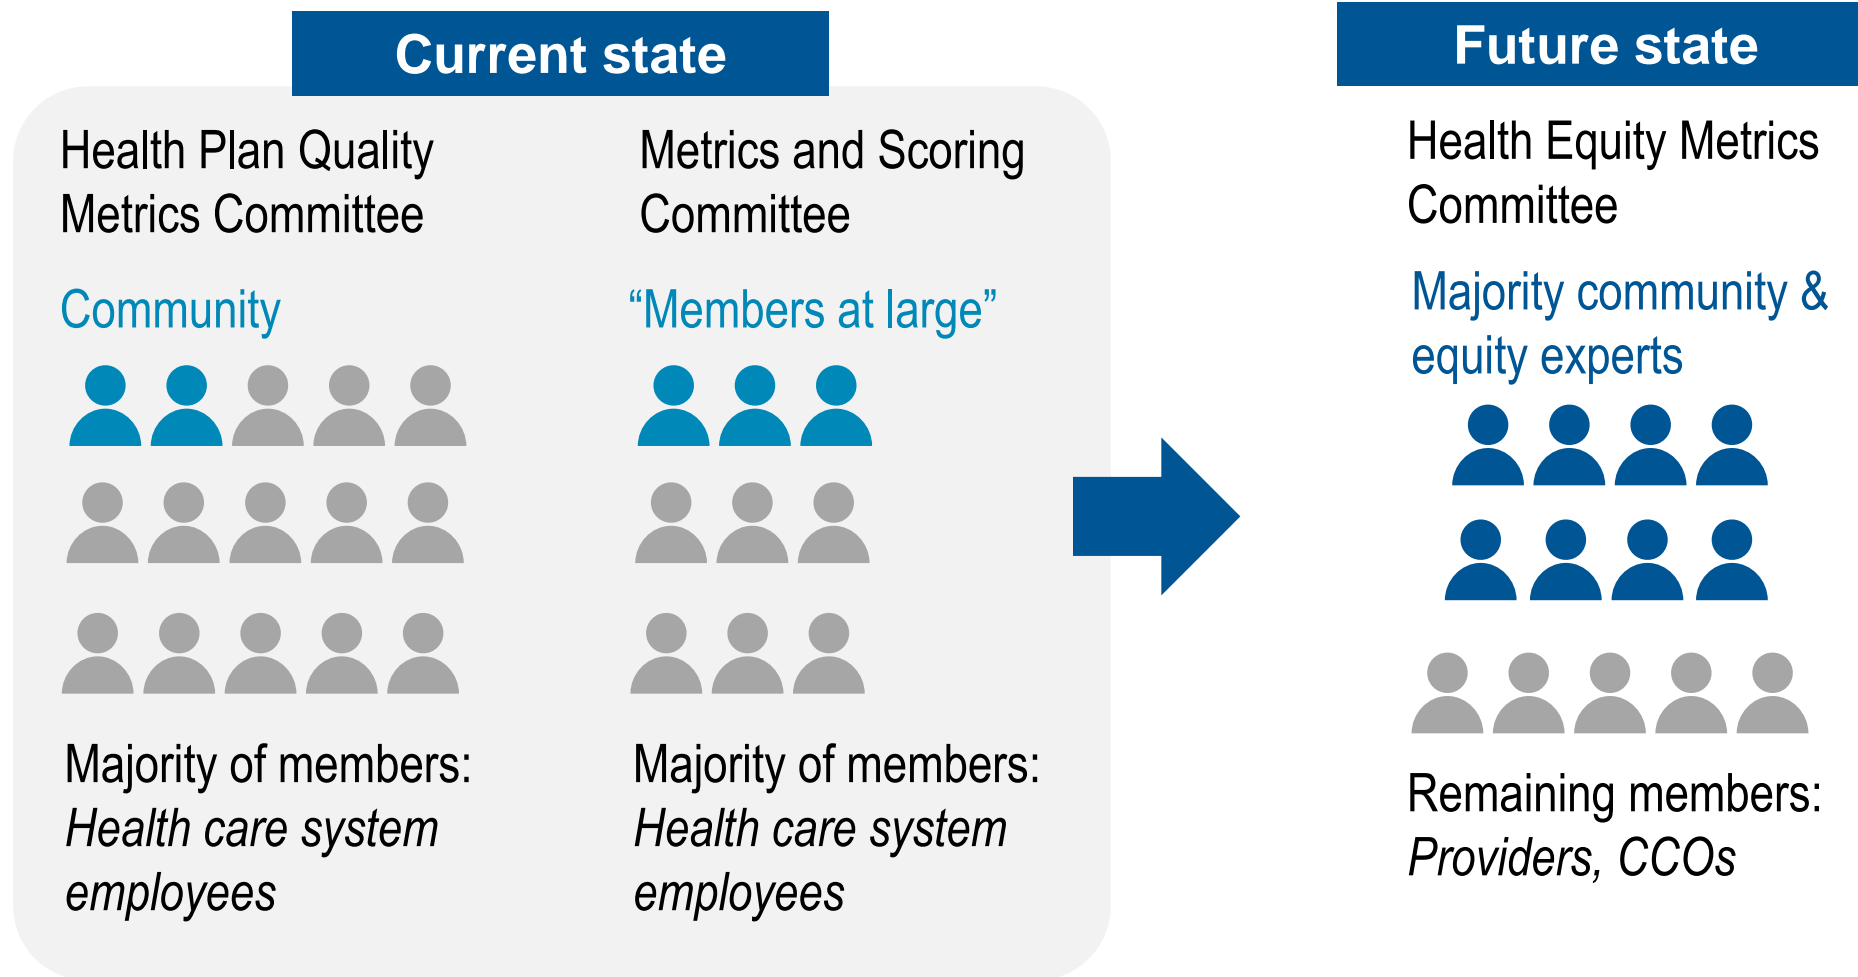 Current state
Health Plan Quality
Metrics Committee
Community
Metrics and Scoring
Committee
“Members at large”
Majority of members:
Health care system
employees
Majority of members:
Health care system
employees
Future state
Health Equity Metrics
Committee
Majority community &
equity experts
Remaining members:
Providers, CCOs